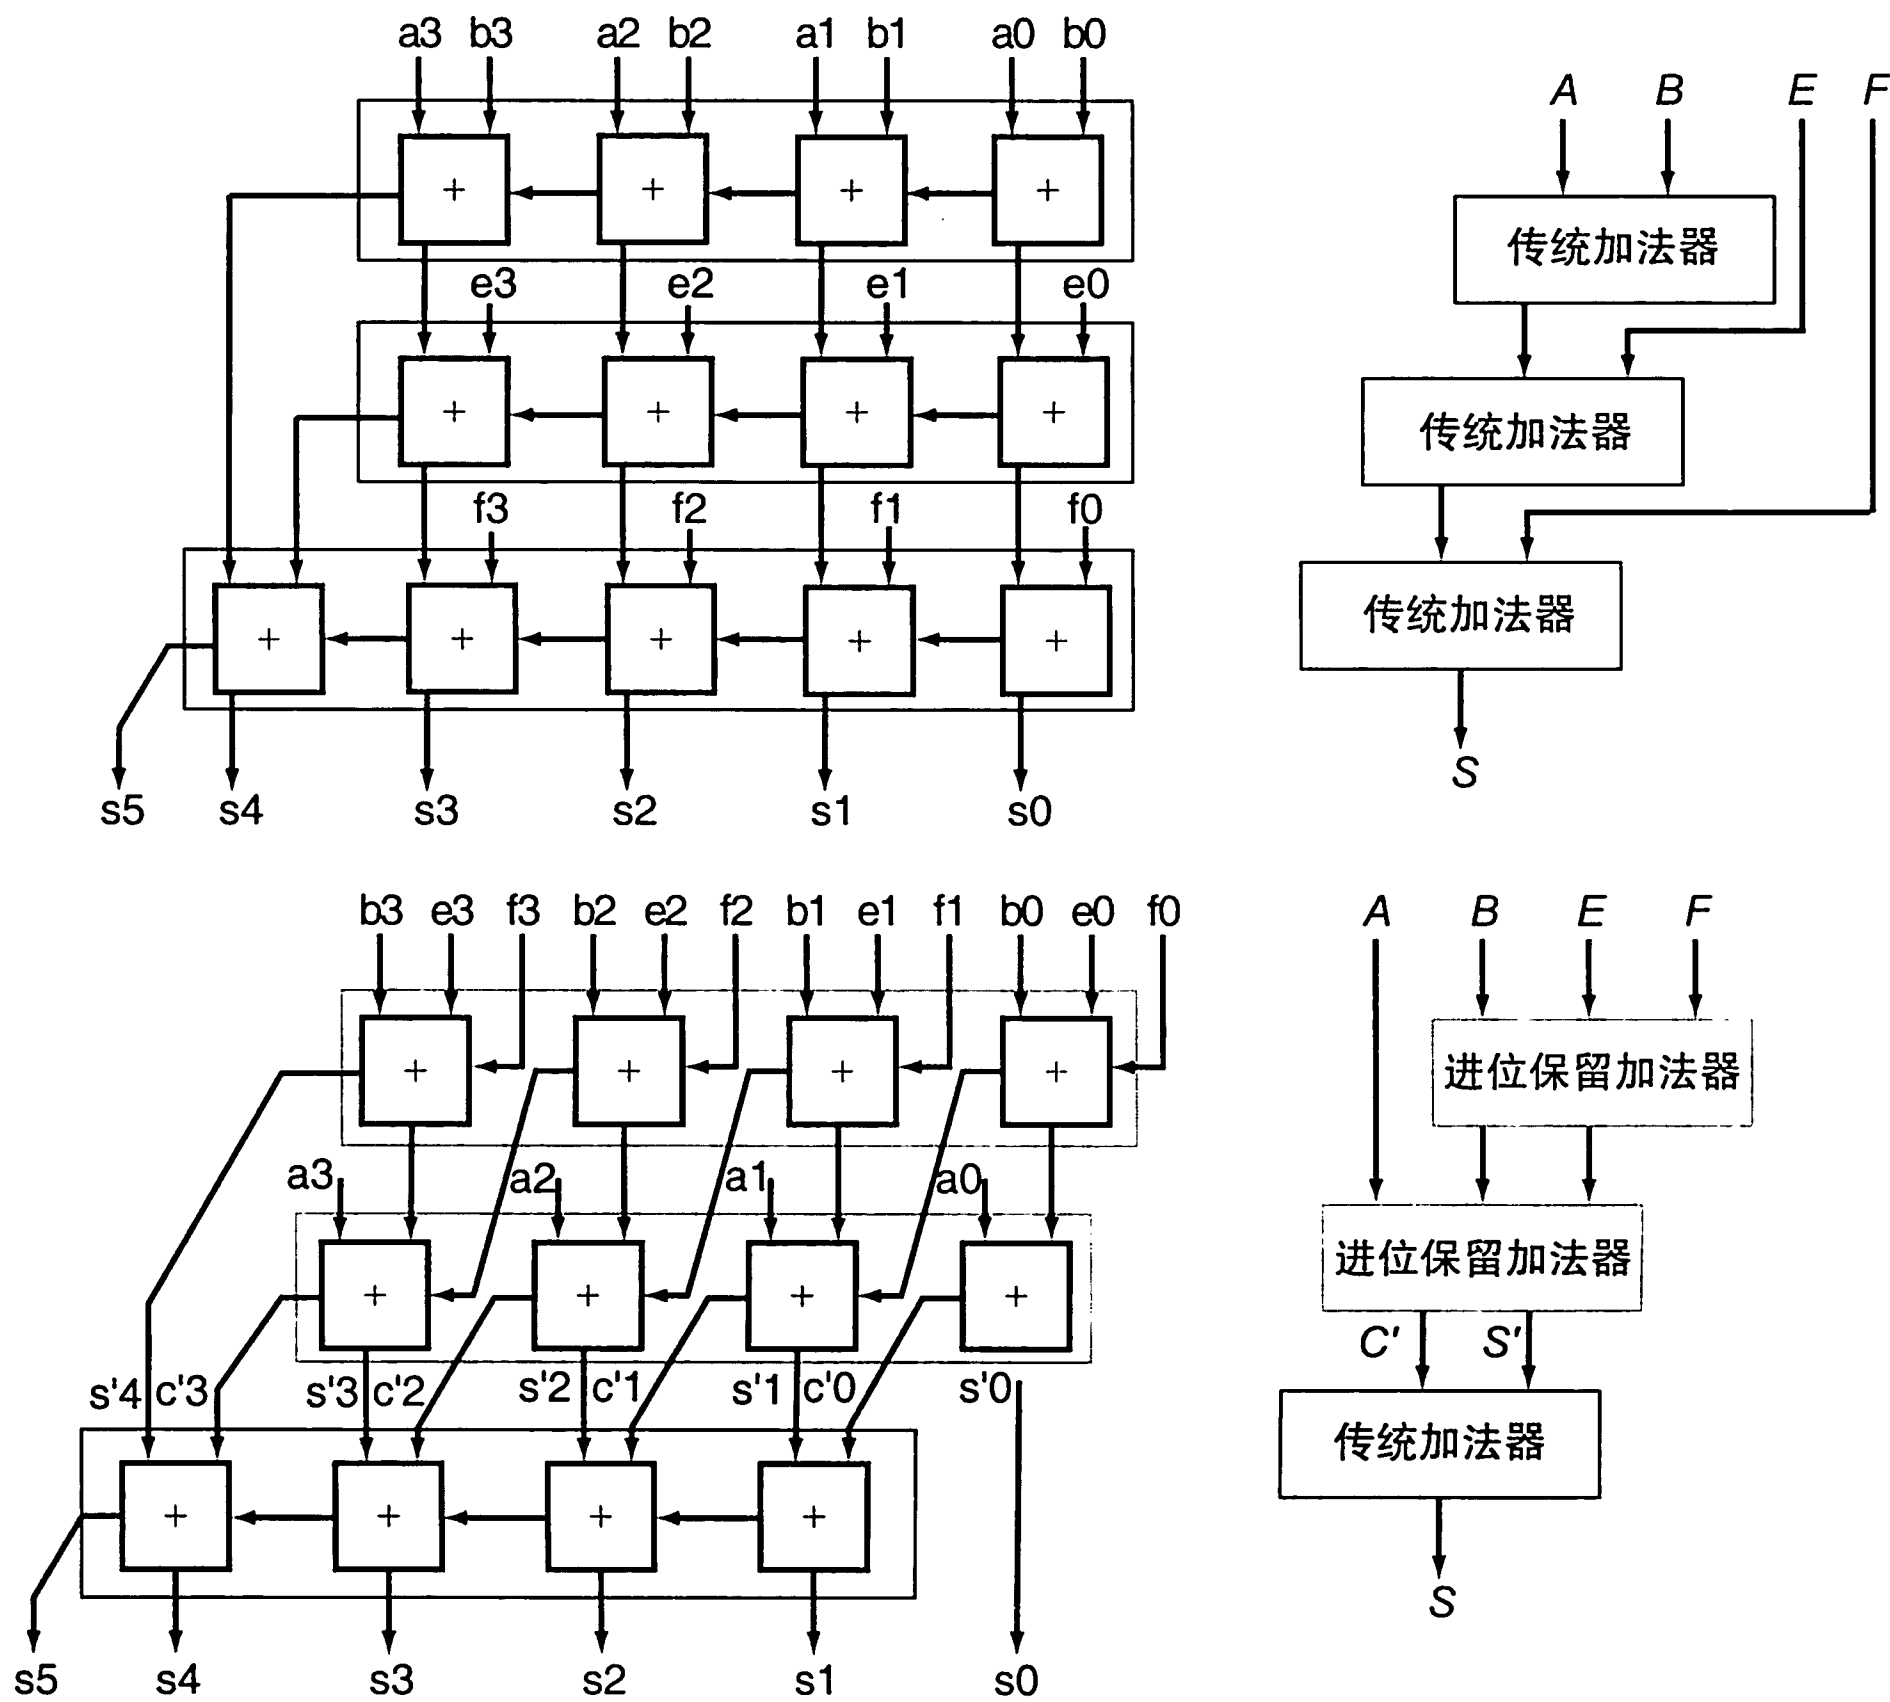 a3 b3 a2 b2 a1 b1 a0 b0
+ + + +
e3 e2 e1 e0
+ + + +
f3 f2 f1 f0
+ + + + +
s5 s4 s3 s2 s1 s0
A B E F
传统加法器
传统加法器
传统加法器
S
b3 e3 f3 b2 e2 f2 b1 e1 f1 b0 e0 f0
+ + + +
a3 a2 a1 a0
+ + + +
s'4 c'3 s'3 c'2 s'2 c'1 s'1 c'0 s'0
+ + + +
s5 s4 s3 s2 s1 s0
A B E F
进位保留加法器
进位保留加法器
C' S'
传统加法器
S